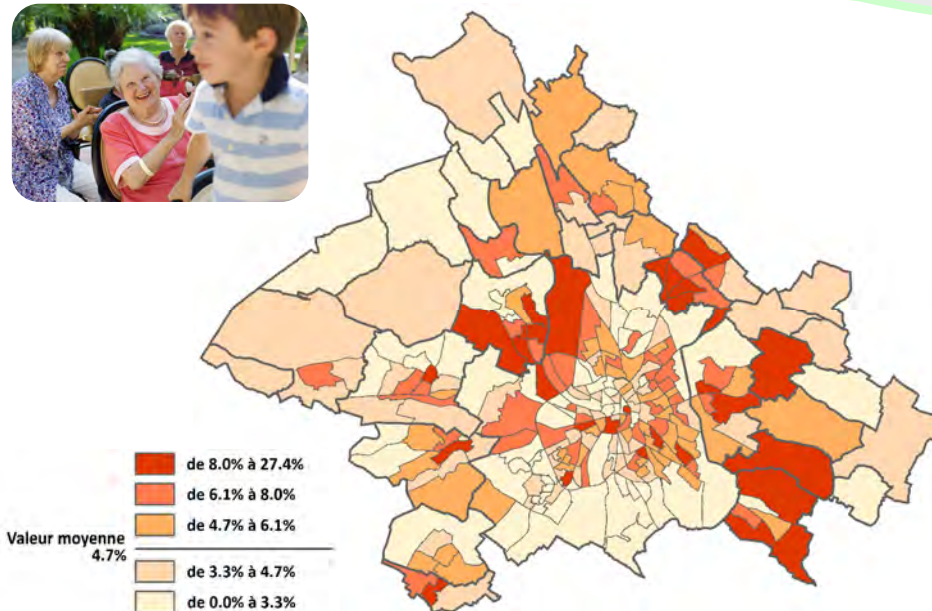 de 8.0% à 27.4%
de 6.1% à 8.0%
de 4.7% à 6.1%
Valeur moyenne
4.7%
de 3.3% à 4.7%
de 0.0% à 3.3%